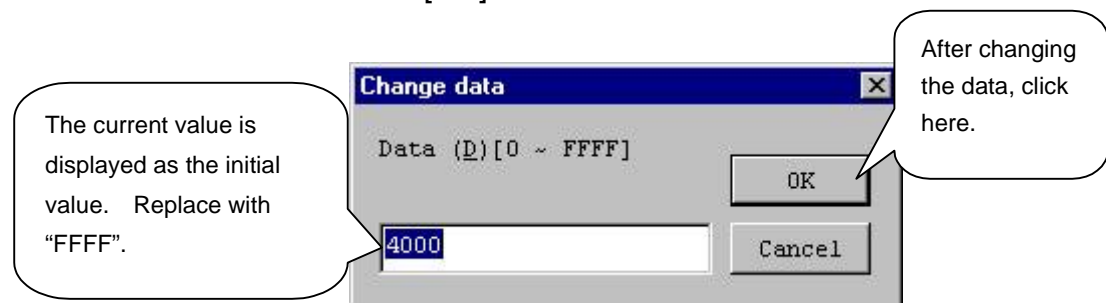 After changing
the data, click
here.
Change data
The current value is
displayed as the initial
value. Replace with
“FFFF”.
Data (D)[0 ~ FFFF]
OK
4000
Cancel